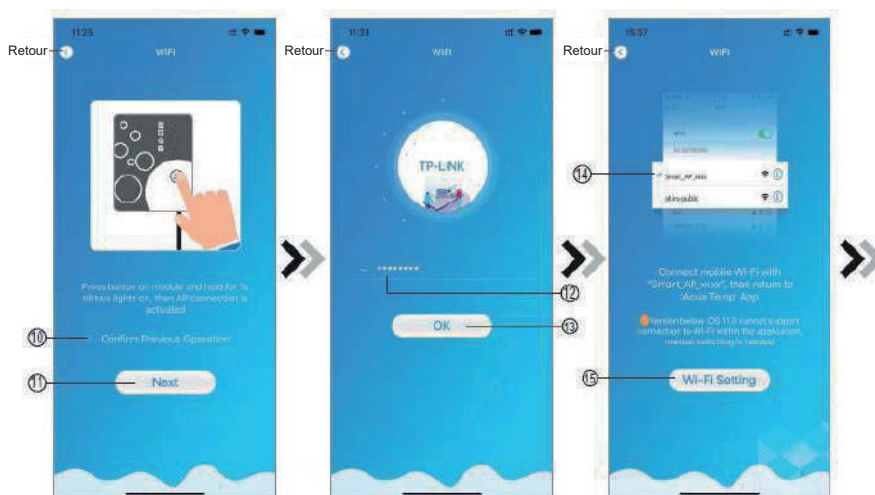 11:25
Retour
WIFI
Press button on module and hold for 1s
till two lights on, then AP connection is
activated
⑩ Confirm Previous Operation
⑪ Next
11:33
Retour
WIFI
TP-LINK
********
⑫
OK ⑬
15:07
Retour
WIFI
⑭ Smart_AP_xxxx
Connect mobile Wi-Fi with
"Smart_AP_xxxx", then return to
'Aqua Temp' App
Version below iOS 11.0 cannot support
connection to Wi-Fi within the application,
manual switching is needed
⑮ Wi-Fi Setting